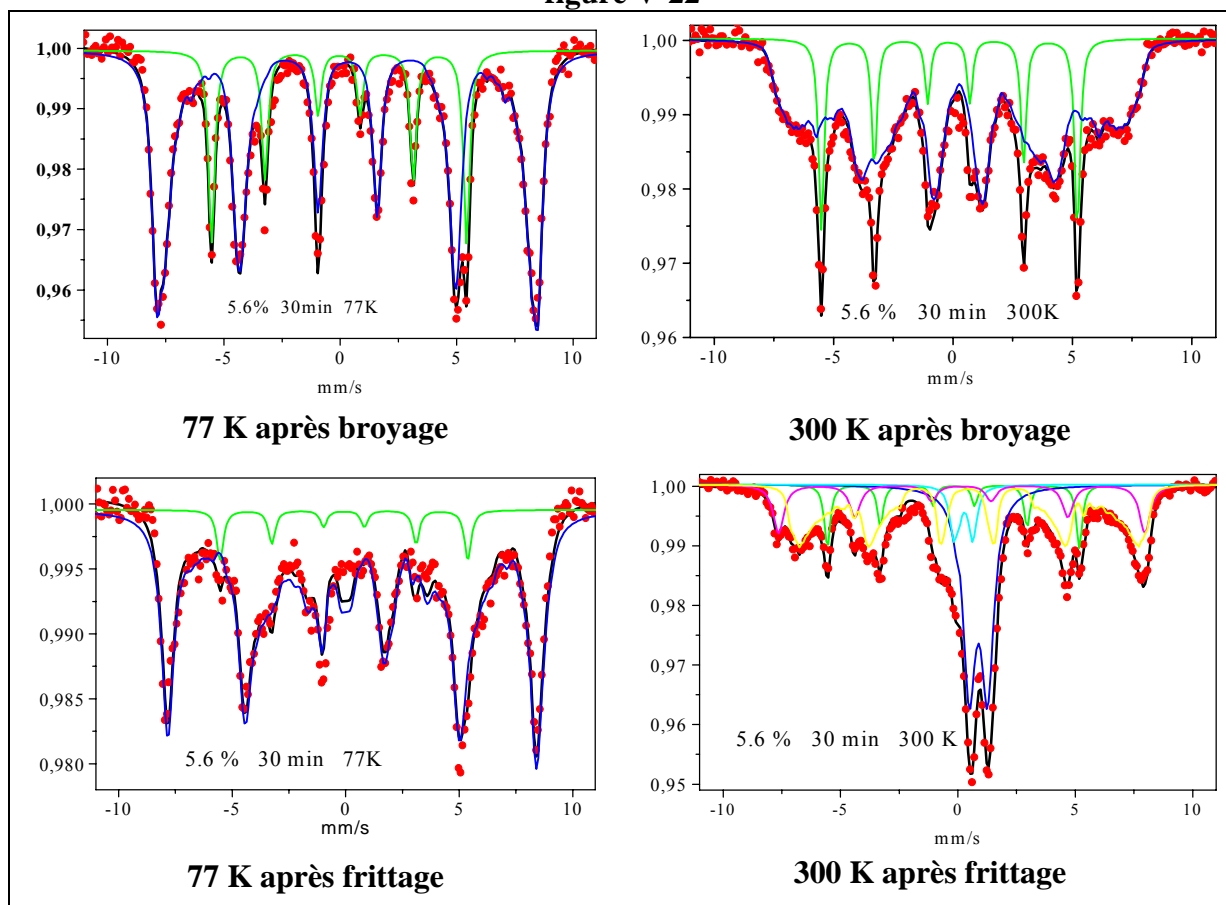 figure V-22
1,00
0,99
0,98
0,97
0,96
5.6% 30min 77K
-10 -5 0 5 10
mm/s
77 K après broyage
1,00
0,99
0,98
0,97
0,96
5.6 % 30 min 300K
-10 -5 0 5 10
mm/s
300 K après broyage
1,000
0,995
0,990
0,985
0,980
5.6 % 30 min 77K
-10 -5 0 5 10
mm/s
77 K après frittage
1,00
0,99
0,98
0,97
0,96
0,95
5.6 % 30 min 300 K
-10 -5 0 5 10
mm/s
300 K après frittage